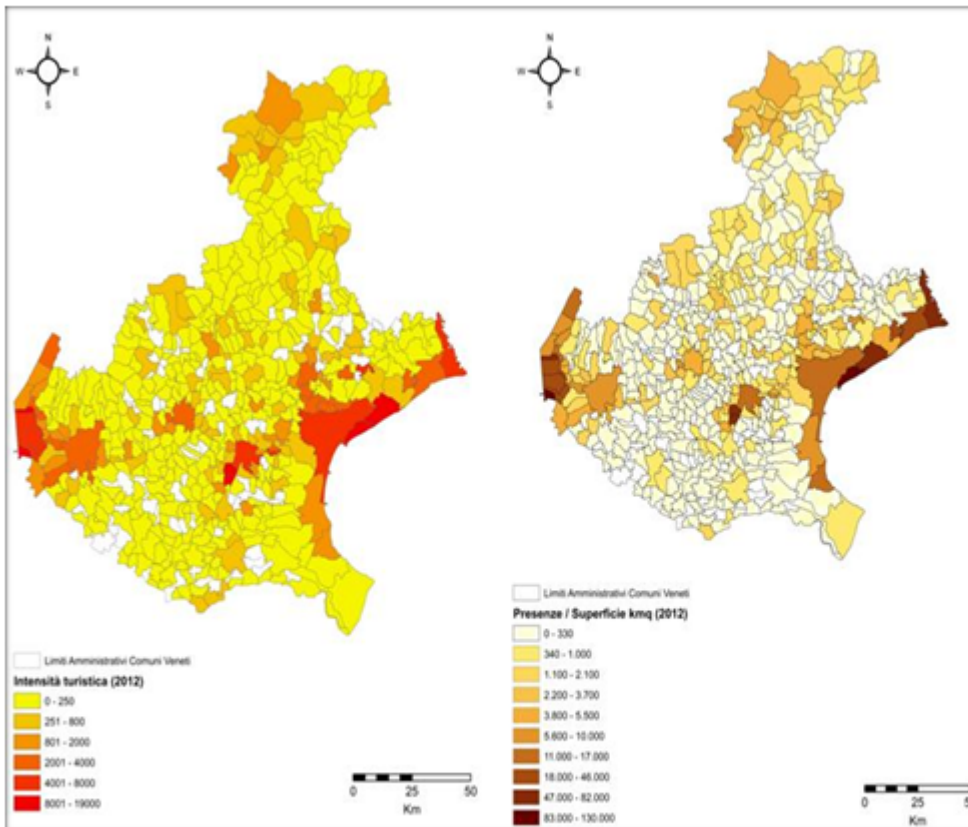 N
W E
S
Limiti Amministrativi Comuni Veneti
Intensità turistica (2012)
0 - 250
251 - 800
801 - 2000
2001 - 4000
4001 - 8000
8001 - 19000
0 25 50
Km
N
W E
S
Limiti Amministrativi Comuni Veneti
Presenze / Superficie kmq (2012)
0 - 330
340 - 1.000
1.100 - 2.100
2.200 - 3.700
3.800 - 5.500
5.600 - 10.000
11.000 - 17.000
18.000 - 46.000
47.000 - 82.000
83.000 - 130.000
0 25
Km